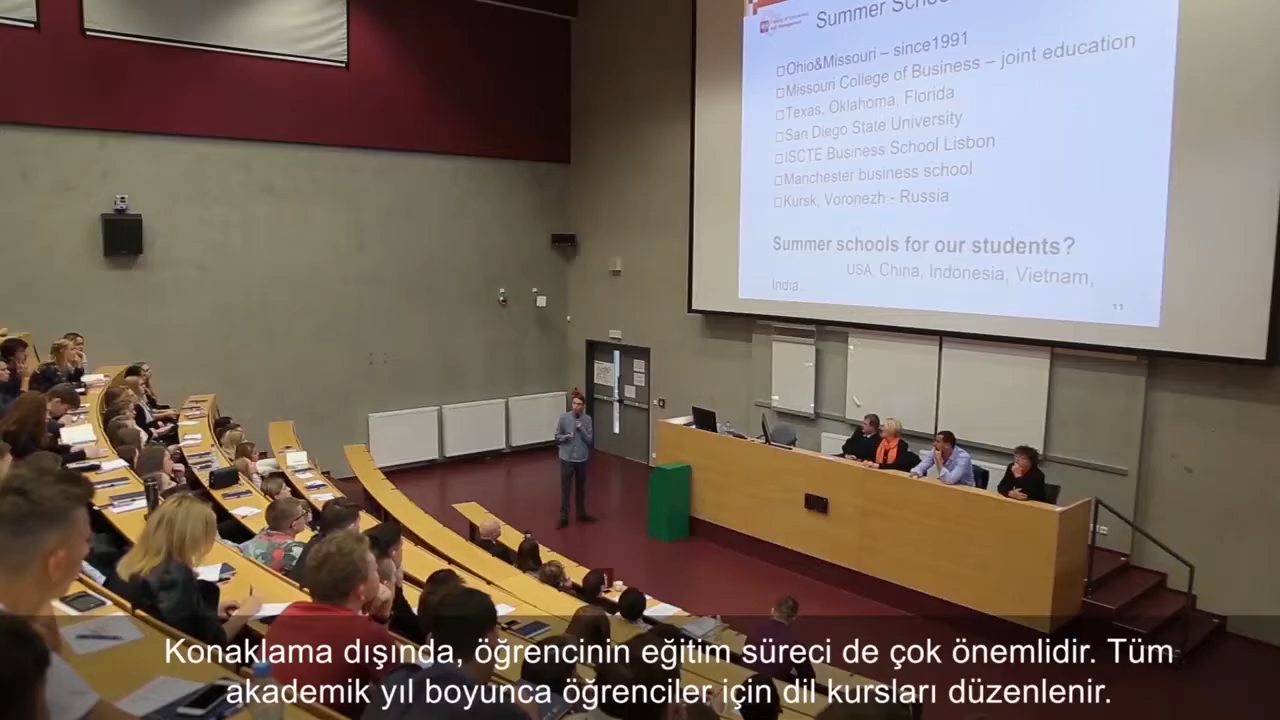 Summer
□Ohio&Missouri – since1991
□Missouri College of Business – joint education
□Texas, Oklahoma, Florida
□San Diego State University
□ISCTE Business School Lisbon
□Manchester business school
□Kursk, Voronezh - Russia
Summer schools for our students?
USA, China, Indonesia, Vietnam,
India
11
Konaklama dışında, öğrencinin eğitim süreci de çok önemlidir. Tüm
akademik yıl boyunca öğrenciler için dil kursları düzenlenir.